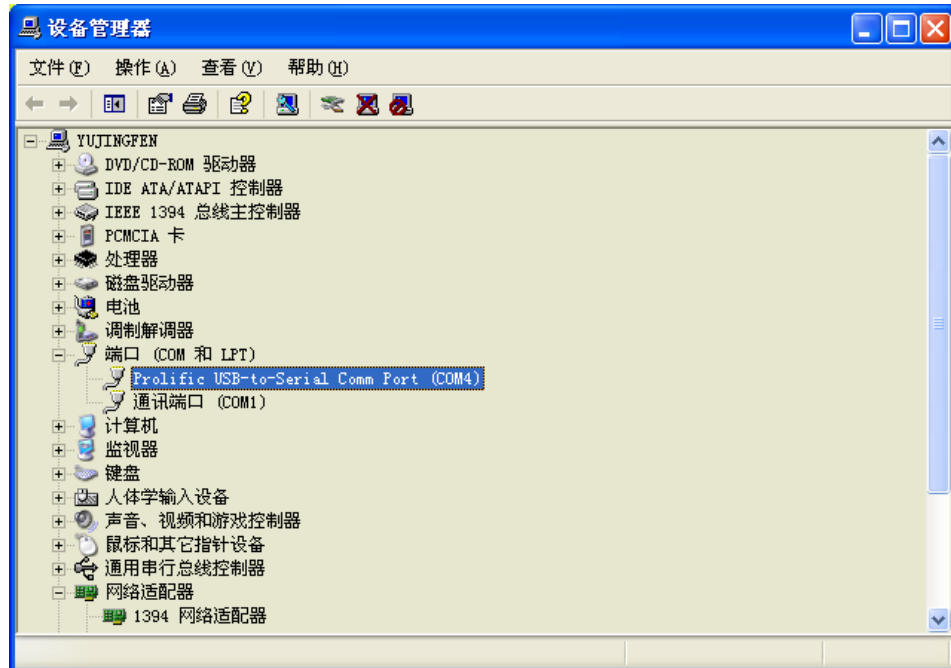 设备管理器
文件(F) 操作(A) 查看(V) 帮助(H)
YUJINGFEN
DVD/CD-ROM 驱动器
IDE ATA/ATAPI 控制器
IEEE 1394 总线主控制器
PCMCIA 卡
处理器
磁盘驱动器
电池
调制解调器
端口 (COM 和 LPT)
Prolific USB-to-Serial Comm Port (COM4)
通讯端口 (COM1)
计算机
监视器
键盘
人体学输入设备
声音、视频和游戏控制器
鼠标和其它指针设备
通用串行总线控制器
网络适配器
1394 网络适配器